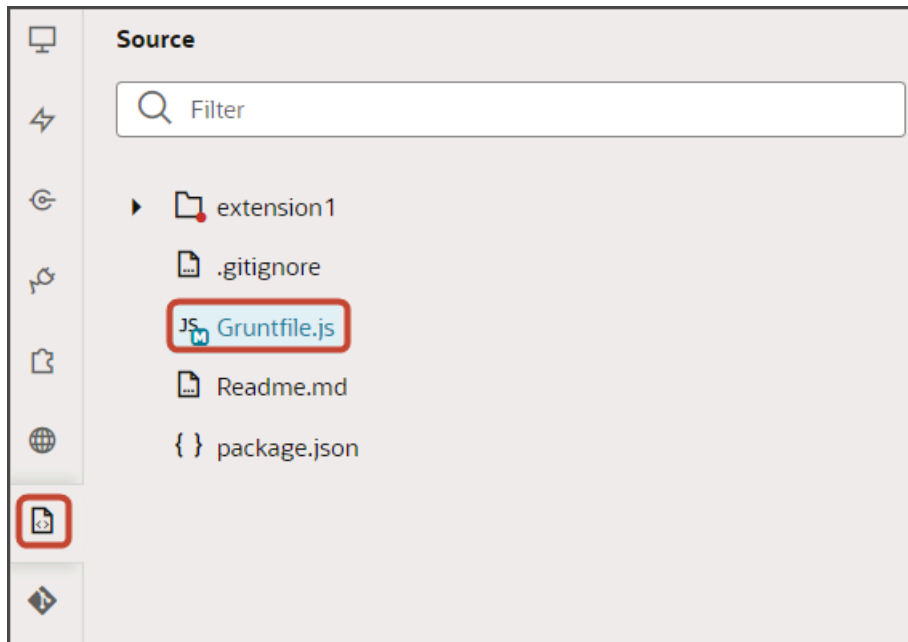 Source
Filter
extension1
.gitignore
JS M Gruntfile.js
Readme.md
{ } package.json